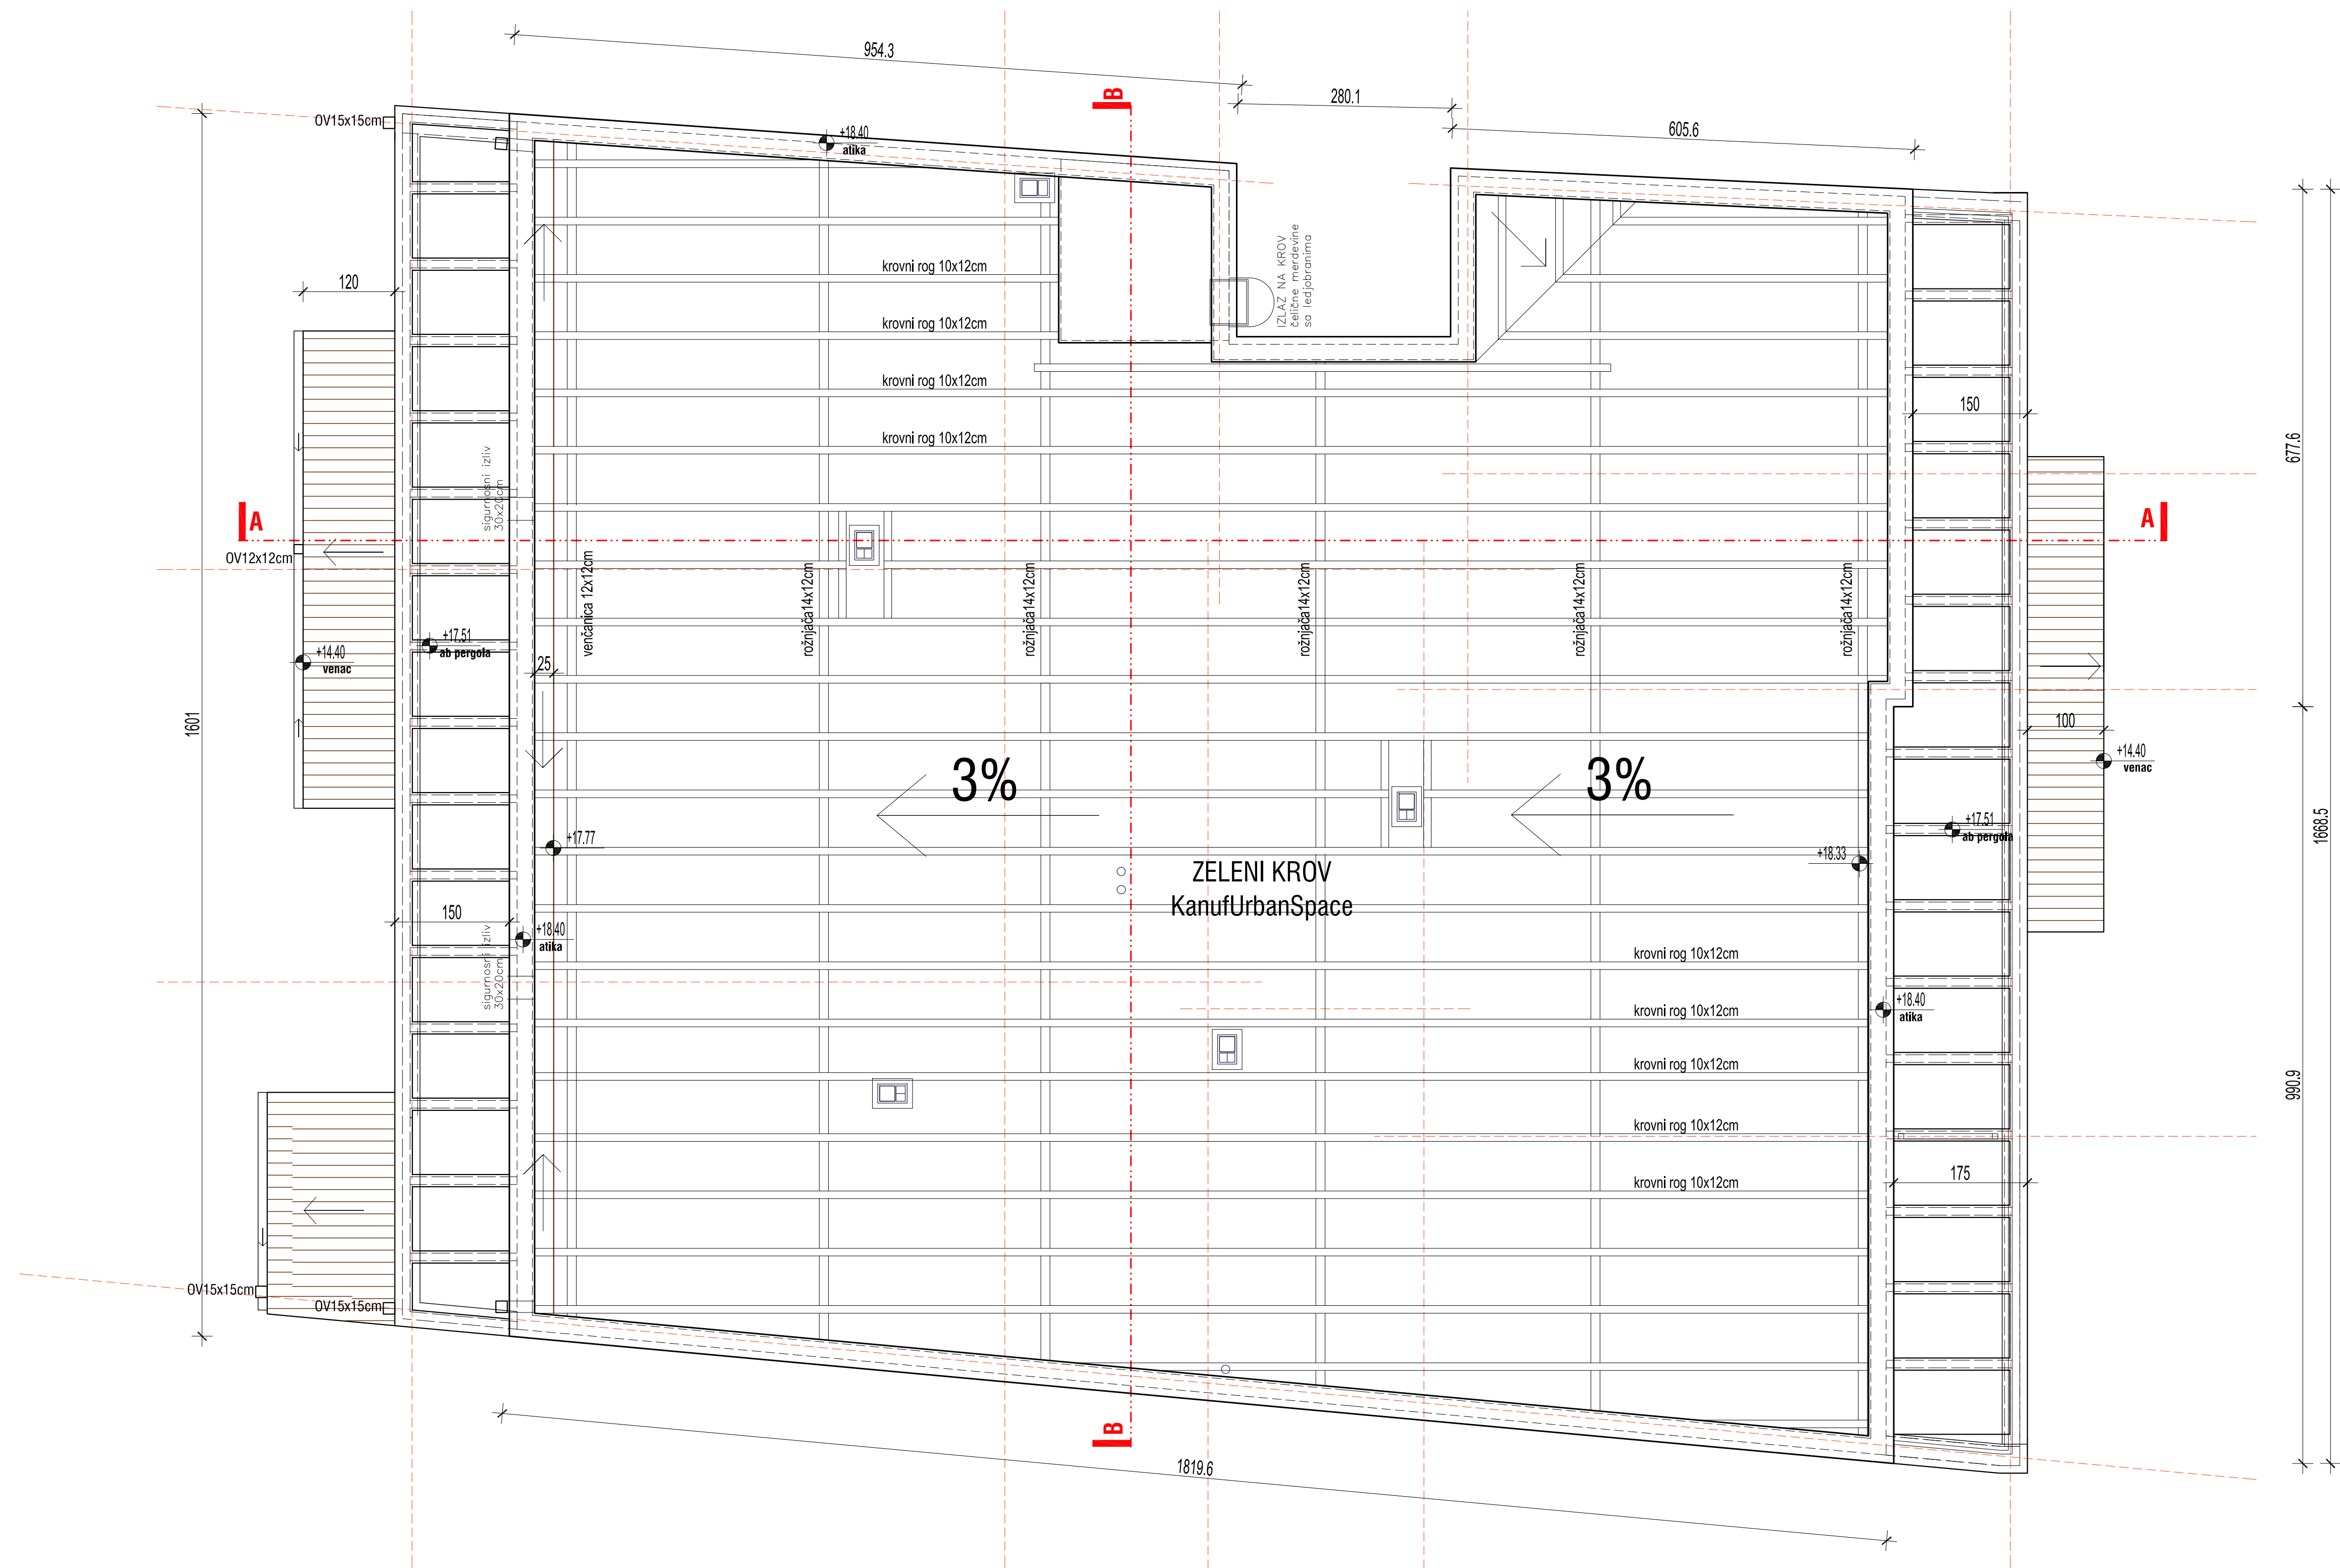 954.3
B
280.1
605.6
OV15x15cm
+18.40
atika
IZLAZ NA KROV
čelične merdevine
sa ledjobranima
krovni rog 10x12cm
120
krovni rog 10x12cm
krovni rog 10x12cm
150
krovni rog 10x12cm
677.6
sigurnosni izliv
30x20cm
A
A
OV12x12cm
venčanica 12x12cm
rožnjača14x12cm
rožnjača14x12cm
rožnjača14x12cm
rožnjača14x12cm
rožnjača14x12cm
+17.51
ab pergola
+14.40
venac
25
1601
100
+14.40
venac
3%
3%
+17.77
+17.51
ab pergola
1668.5
+18.33
ZELENI KROV
KanufUrbanSpace
150
+18.40
atika
sigurnosni izliv
30x20cm
krovni rog 10x12cm
+18.40
atika
krovni rog 10x12cm
krovni rog 10x12cm
990.9
krovni rog 10x12cm
175
krovni rog 10x12cm
OV15x15cm
OV15x15cm
B
1819.6